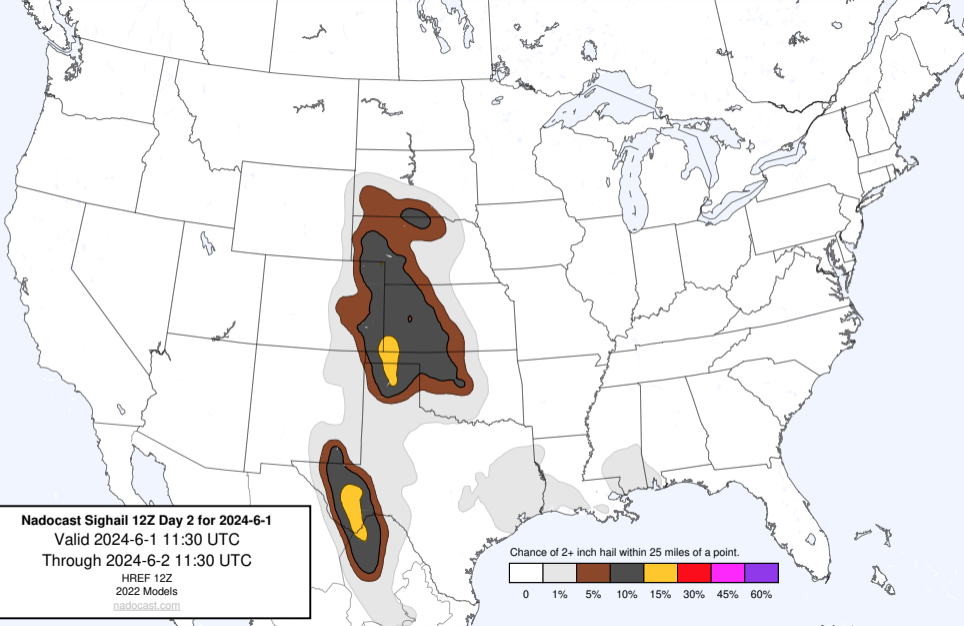 Nadocast Sighail 12Z Day 2 for 2024-6-1
Valid 2024-6-1 11:30 UTC
Through 2024-6-2 11:30 UTC
HREF 12Z
2022 Models
nadocast.com
Chance of 2+ inch hail within 25 miles of a point.
0 1% 5% 10% 15% 30% 45% 60%